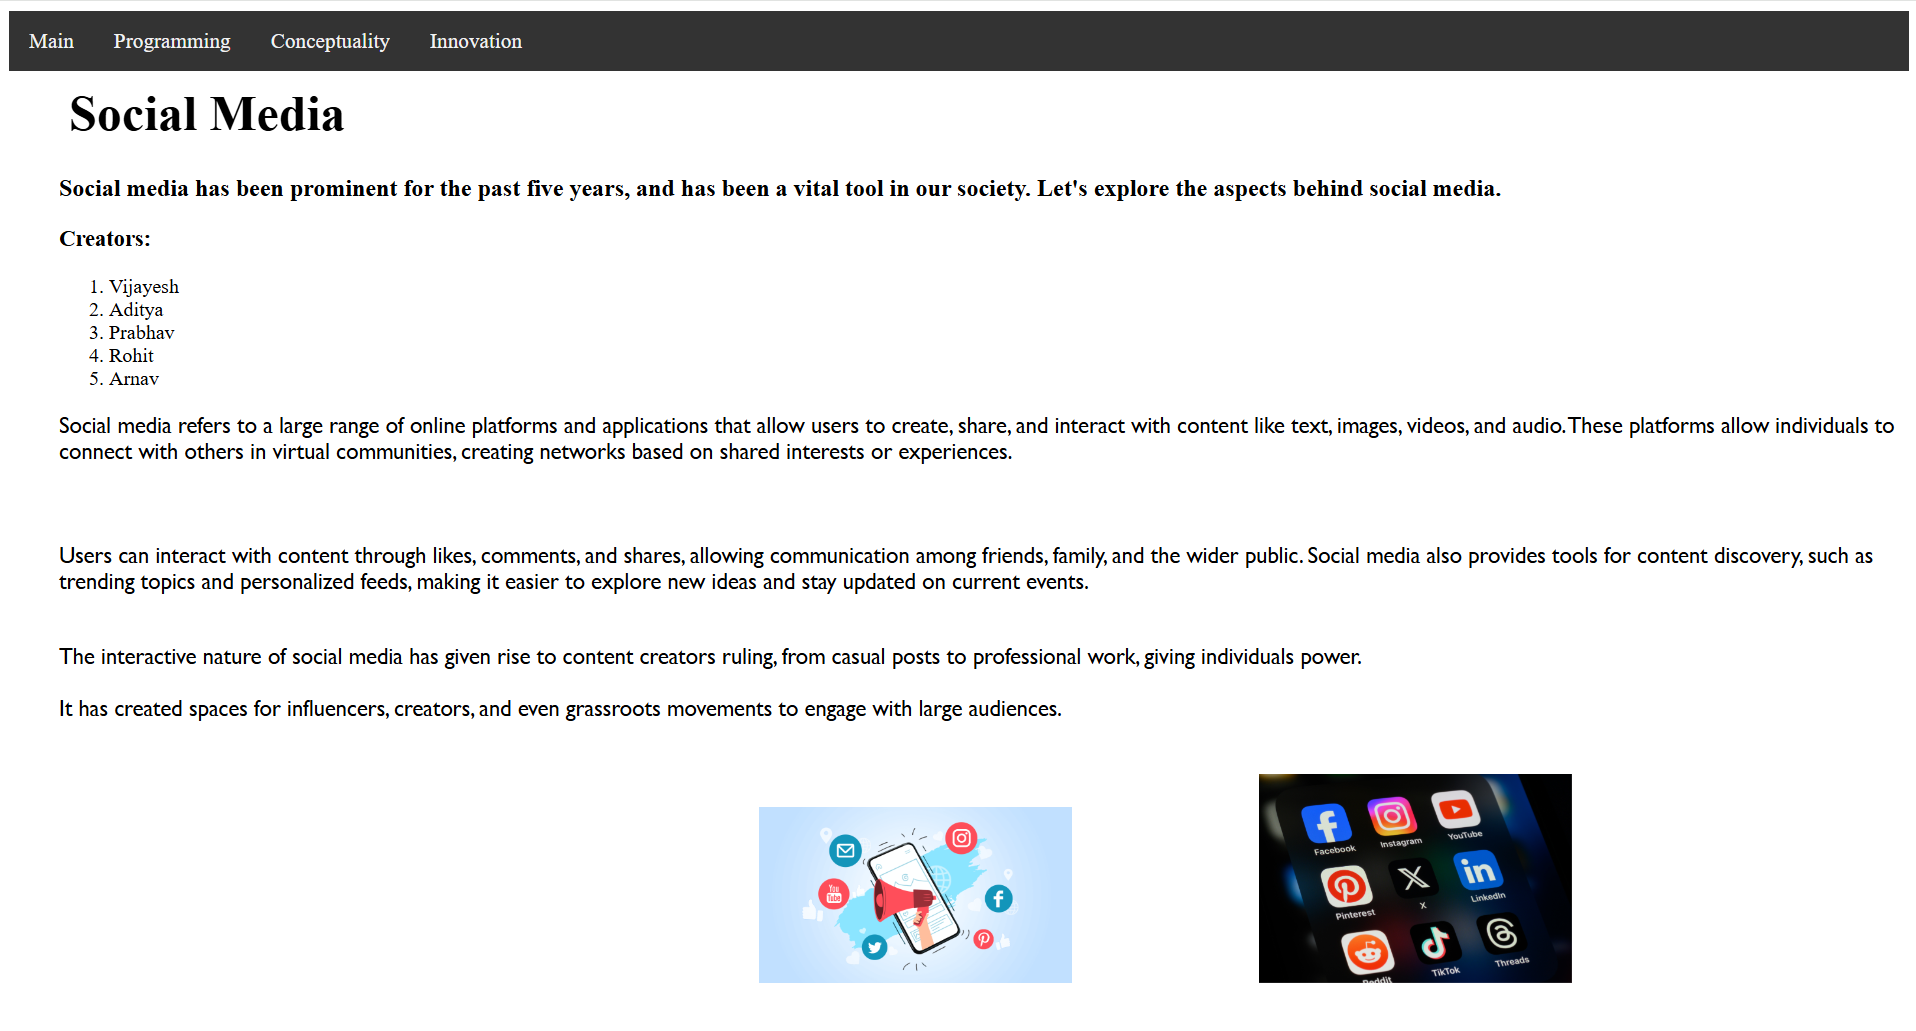 Main Programming Conceptuality Innovation
Social Media
Social media has been prominent for the past five years, and has been a vital tool in our society. Let's explore the aspects behind social media.
Creators:
1. Vijayesh
2. Aditya
3. Prabhav
4. Rohit
5. Arnav
Social media refers to a large range of online platforms and applications that allow users to create, share, and interact with content like text, images, videos, and audio. These platforms allow individuals to
connect with others in virtual communities, creating networks based on shared interests or experiences.
Users can interact with content through likes, comments, and shares, allowing communication among friends, family, and the wider public. Social media also provides tools for content discovery, such as
trending topics and personalized feeds, making it easier to explore new ideas and stay updated on current events.
The interactive nature of social media has given rise to content creators ruling, from casual posts to professional work, giving individuals power.
It has created spaces for influencers, creators, and even grassroots movements to engage with large audiences.
You
Tube
Facebook Instagram YouTube
Pinterest X LinkedIn
Reddit TikTok Threads